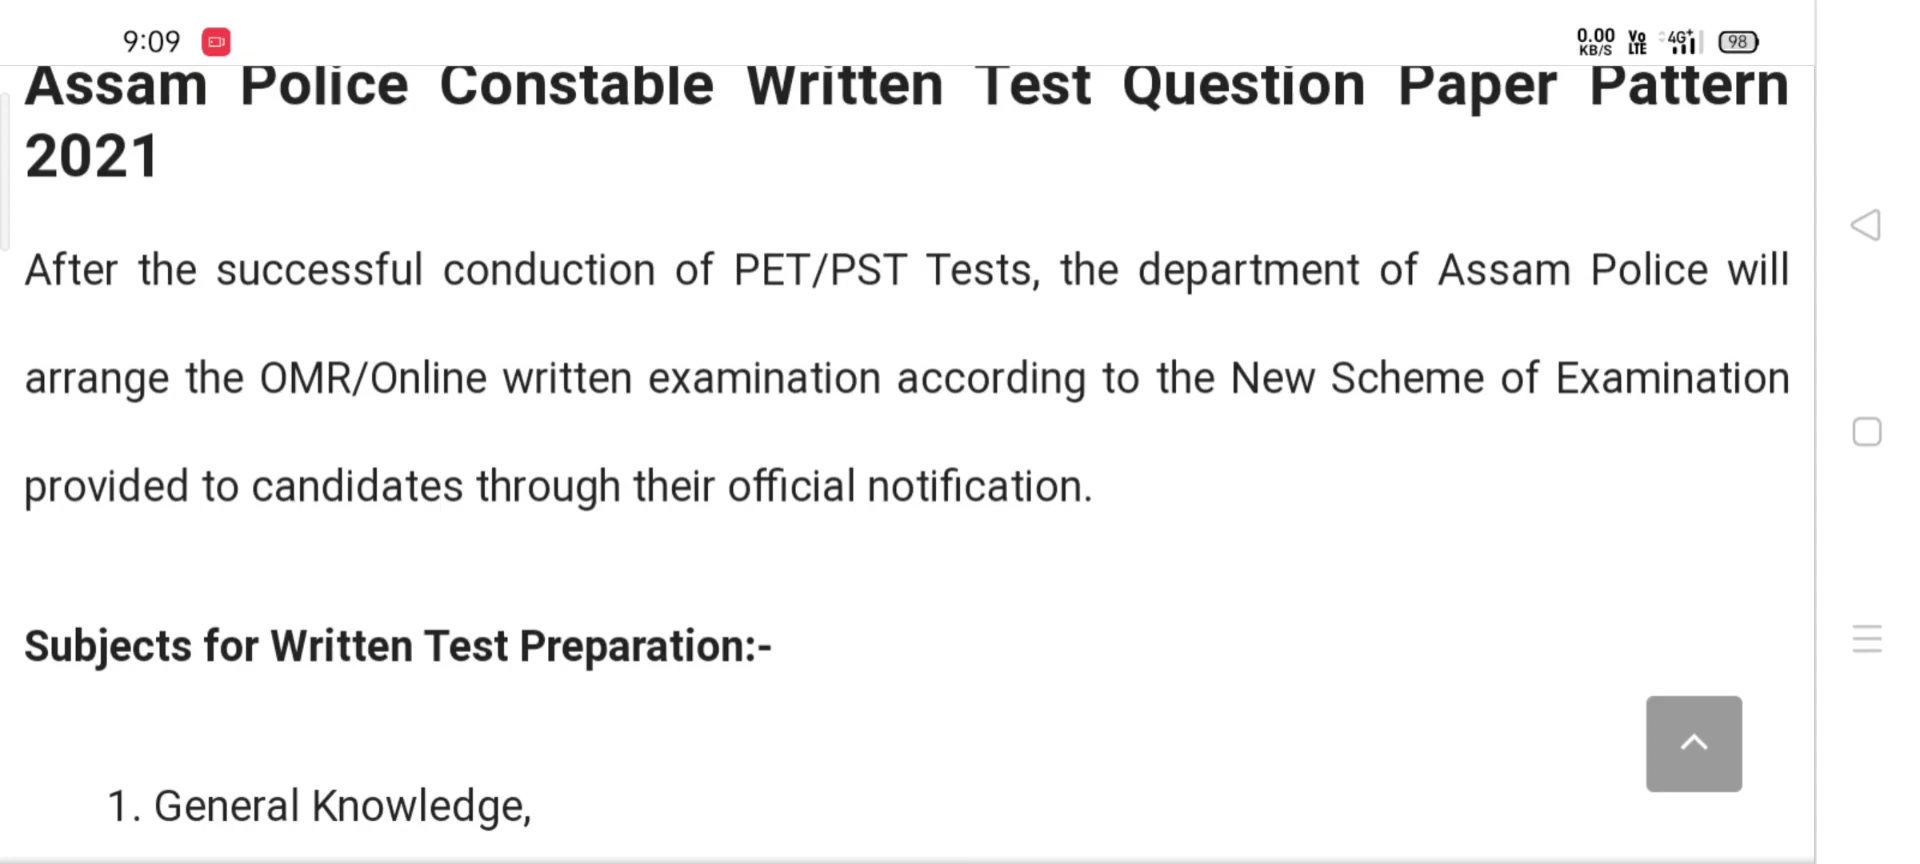 9:09
0.00 KB/S Vo LTE 4G+ 98
Assam Police Constable Written Test Question Paper Pattern
2021
After the successful conduction of PET/PST Tests, the department of Assam Police will
arrange the OMR/Online written examination according to the New Scheme of Examination
provided to candidates through their official notification.
Subjects for Written Test Preparation:-
1. General Knowledge,